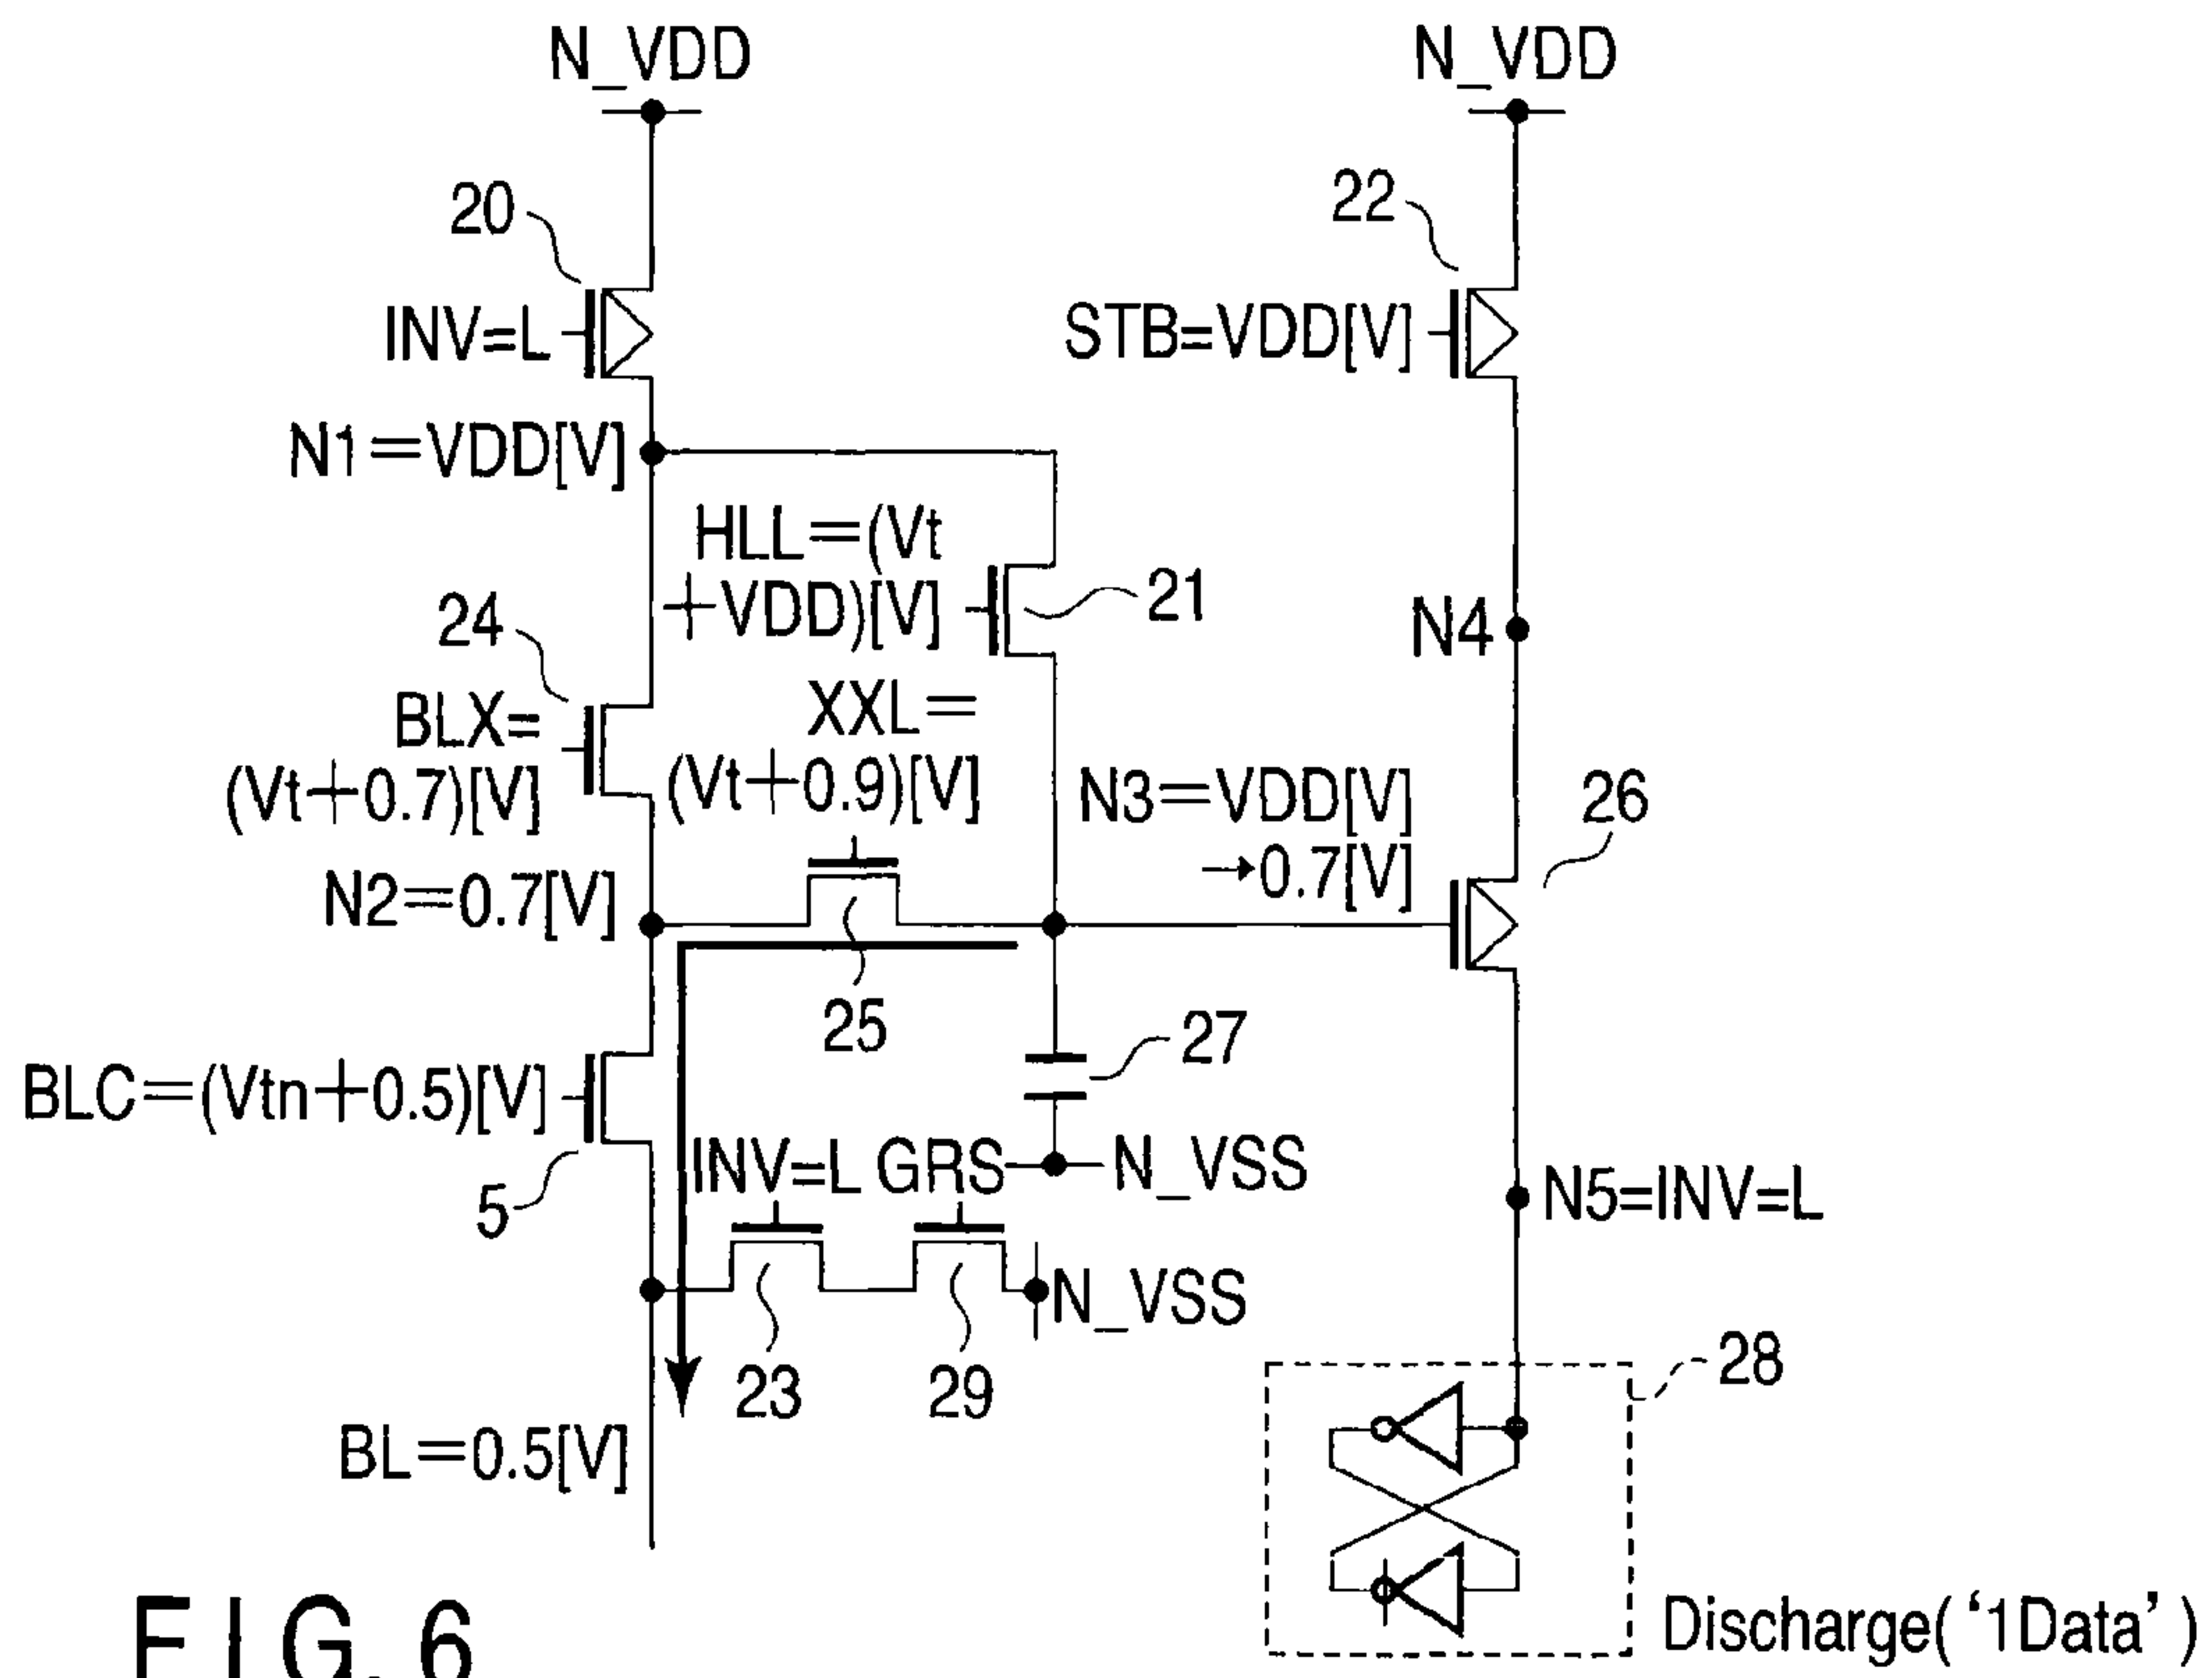 N_VDD
N_VDD
20
22
INV=L
STB=VDD[V]
N1=VDD[V]
HLL=(Vt
+VDD)[V]
21
24
N4
BLX=
(Vt+0.7)[V]
XXL=
(Vt+0.9)[V]
N3=VDD[V]
→0.7[V]
26
N2=0.7[V]
25
27
BLC=(Vtn+0.5)[V]
INV=L
GRS
N_VSS
5
N5=INV=L
N_VSS
23
29
28
BL=0.5[V]
Discharge(‘1Data’)
FIG. 6